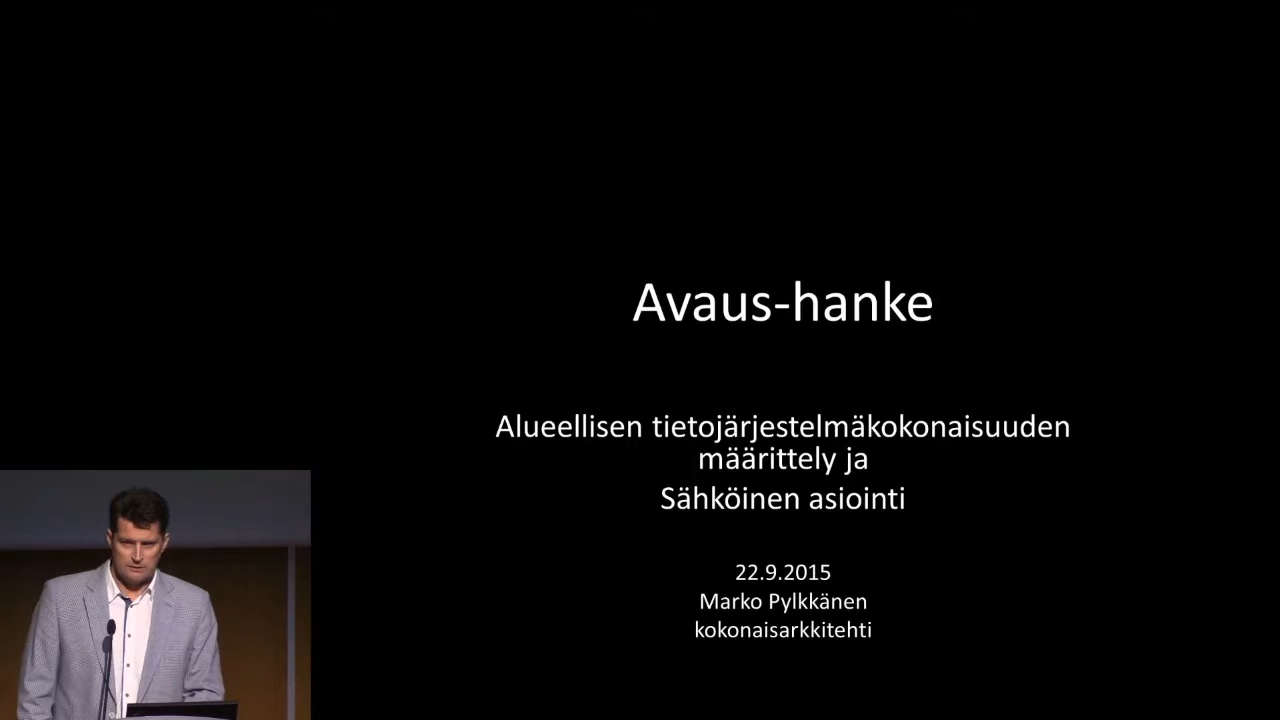 Avaus-hanke
Alueellisen tietojärjestelmäkokonaisuuden
määrittely ja
Sähköinen asiointi
22.9.2015
Marko Pylkkänen
kokonaisarkkitehti